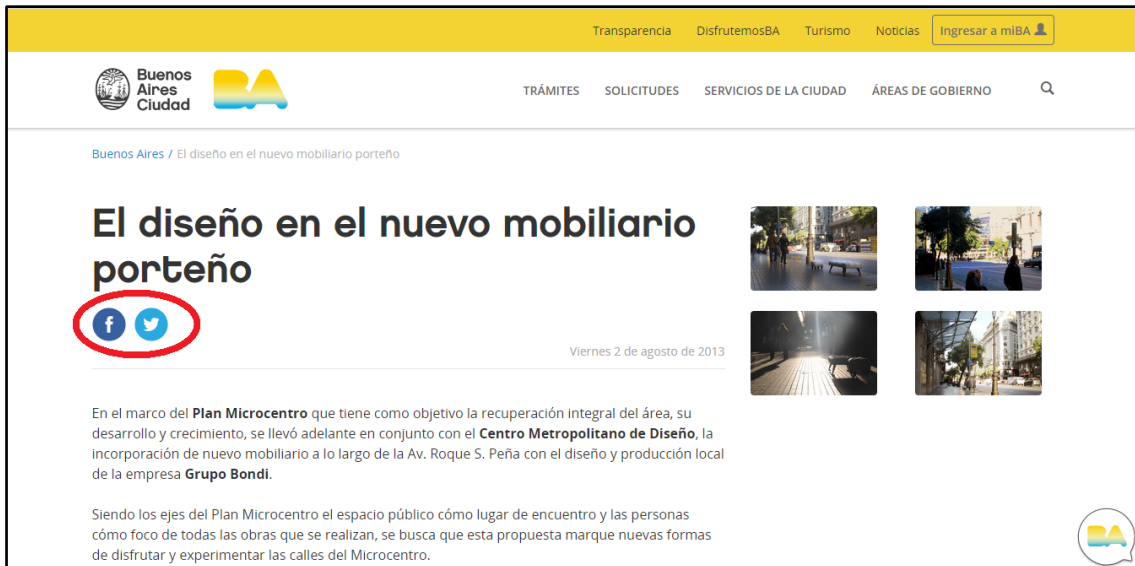 Transparencia DisfrutemosBA Turismo Noticias Ingresar a miBA
Buenos
Aires
Ciudad
BA
TRÁMITES SOLICITUDES SERVICIOS DE LA CIUDAD ÁREAS DE GOBIERNO
Buenos Aires / El diseño en el nuevo mobiliario porteño
El diseño en el nuevo mobiliario
porteño
f
Viernes 2 de agosto de 2013
En el marco del Plan Microcentro que tiene como objetivo la recuperación integral del área, su
desarrollo y crecimiento, se llevó adelante en conjunto con el Centro Metropolitano de Diseño, la
incorporación de nuevo mobiliario a lo largo de la Av. Roque S. Peña con el diseño y producción local
de la empresa Grupo Bondi.
Siendo los ejes del Plan Microcentro el espacio público cómo lugar de encuentro y las personas
cómo foco de todas las obras que se realizan, se busca que esta propuesta marque nuevas formas
de disfrutar y experimentar las calles del Microcentro.
BA